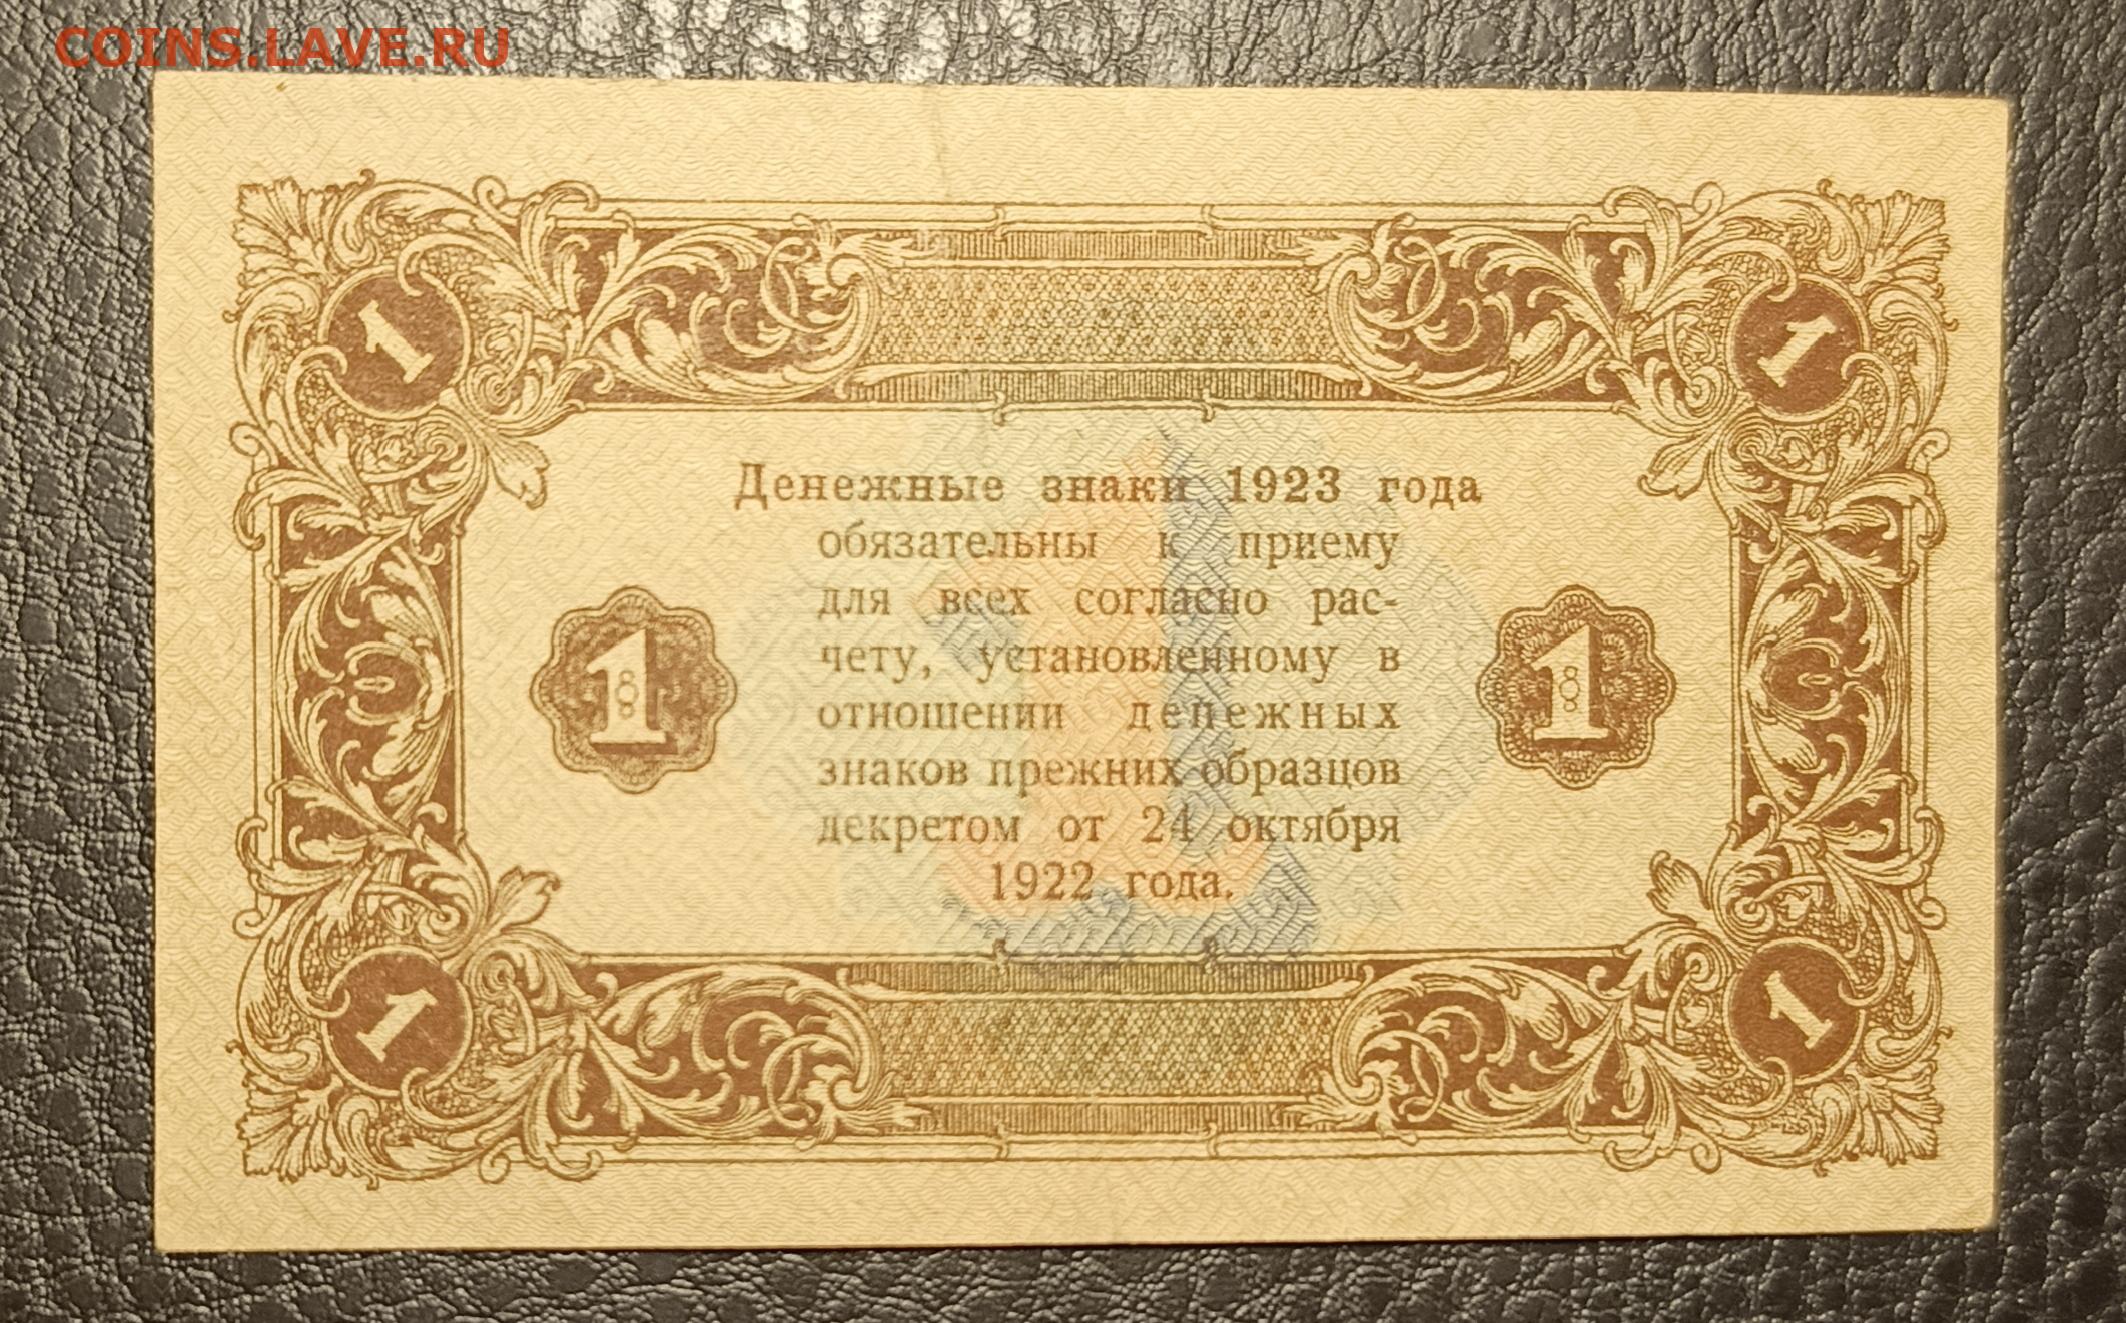 COINS.LAVE.RU
1 1
Денежные знаки 1923 года
обязательны к приему
для всех согласно рас-
чету, установленному в
отношении денежных
знаков прежних образцов
декретом от 24 октября
1922 года.
1 1
1 1